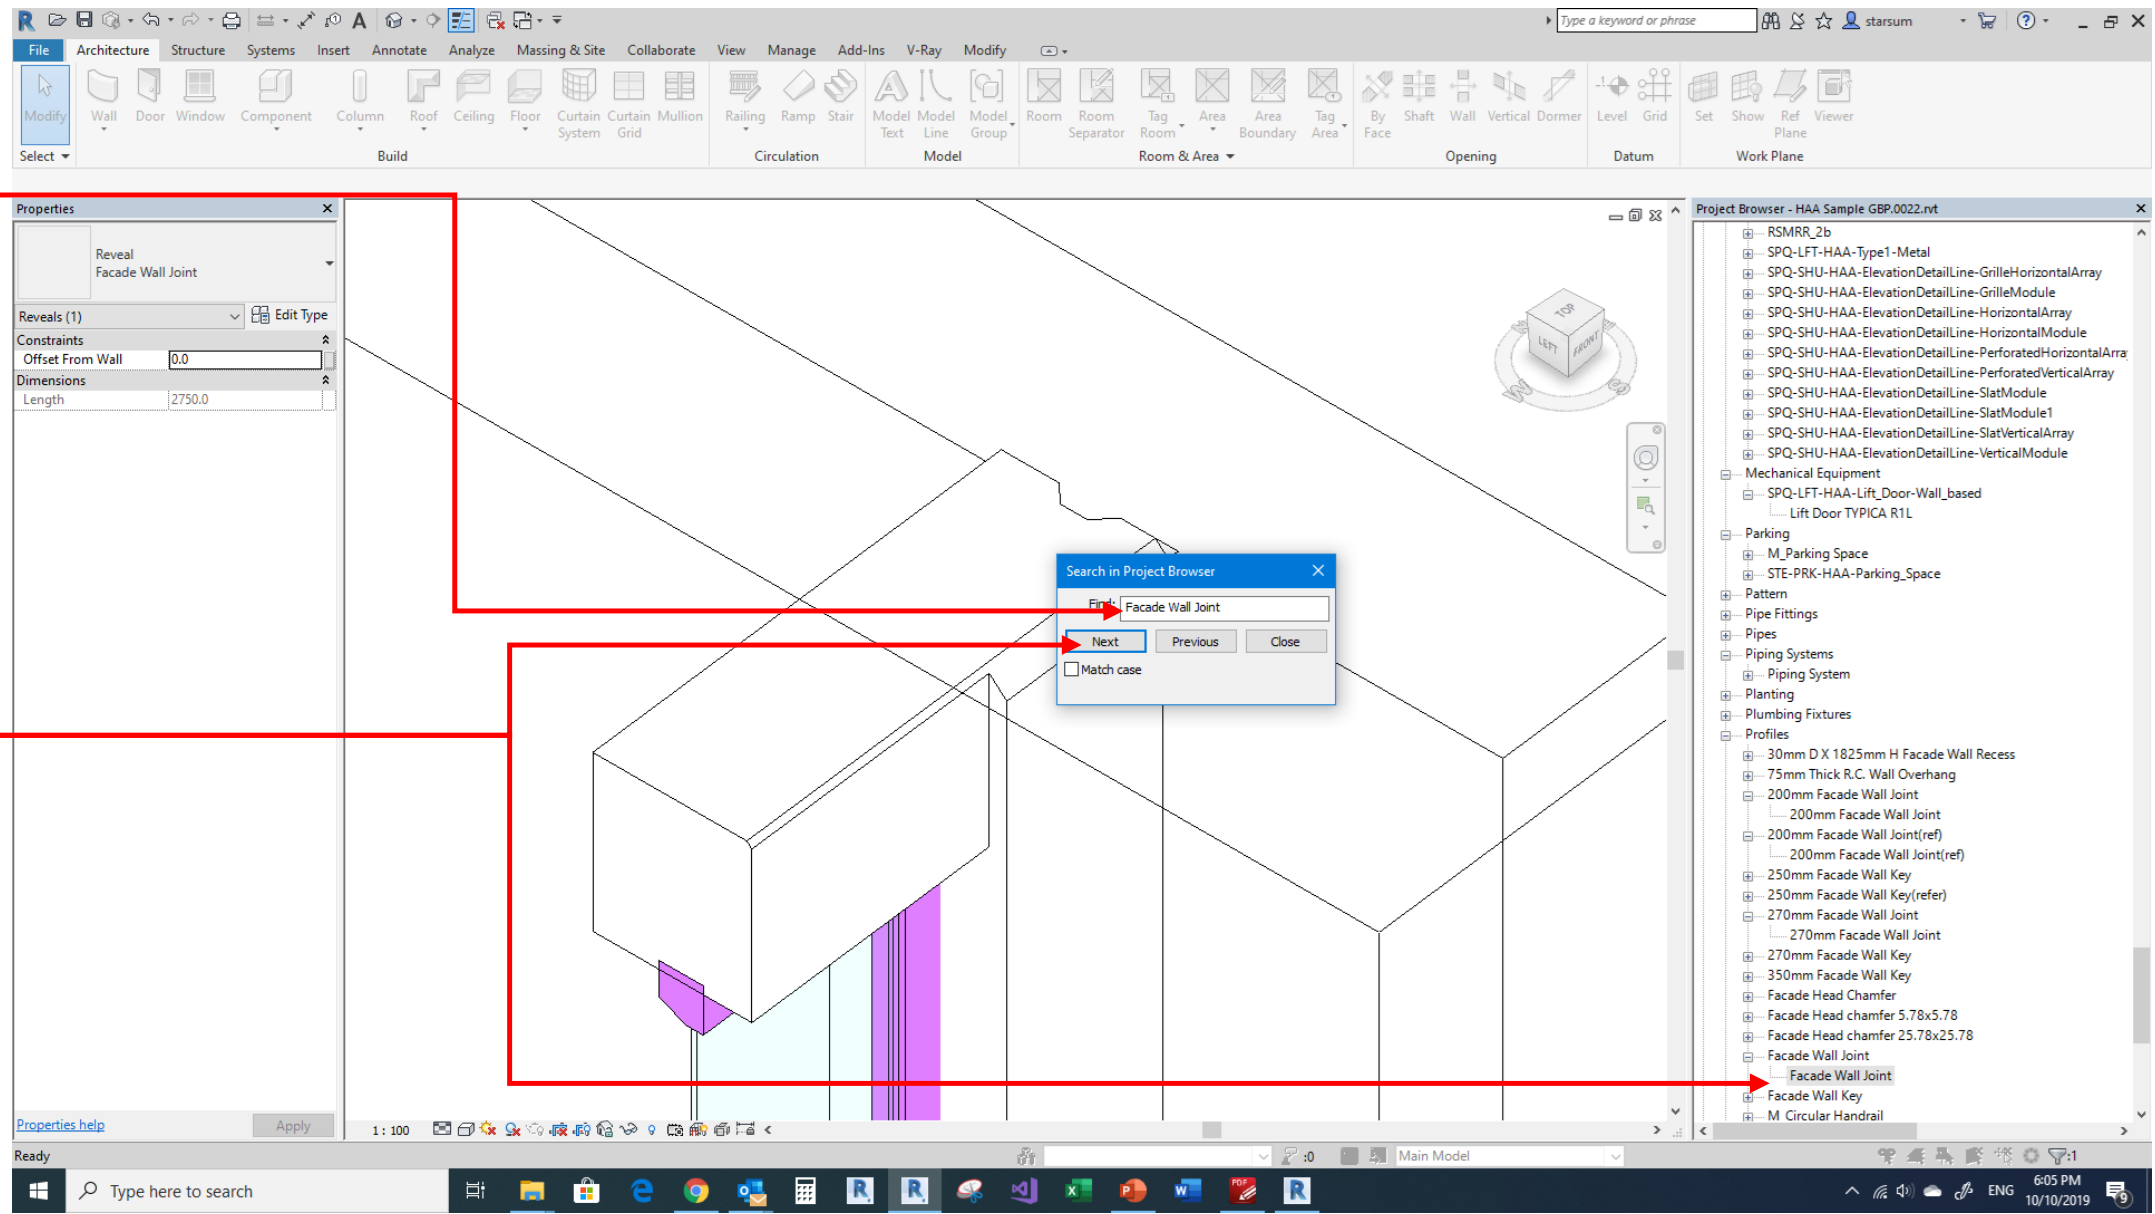 Type a keyword or phrase
starsum
File Architecture Structure Systems Insert Annotate Analyze Massing & Site Collaborate View Manage Add-Ins V-Ray Modify
Modify Wall Door Window Component Column Roof Ceiling Floor Curtain System Curtain Grid Mullion Railing Ramp Stair Model Text Model Line Model Group Room Room Separator Tag Room Area Area Boundary Tag Area By Face Shaft Wall Vertical Dormer Level Grid Set Show Ref Plane Viewer
Select Build Circulation Model Room & Area Opening Datum Work Plane
Properties
Reveal
Facade Wall Joint
Reveals (1) Edit Type
Constraints
Offset From Wall 0.0
Dimensions
Length 2750.0
Properties help Apply
TOP
LEFT FRONT
W S
Search in Project Browser
Find: Facade Wall Joint
Next Previous Close
Match case
Project Browser - HAA Sample GBP.0022.rvt
RSMRR_2b
SPQ-LFT-HAA-Type1-Metal
SPQ-SHU-HAA-ElevationDetailLine-GrilleHorizontalArray
SPQ-SHU-HAA-ElevationDetailLine-GrilleModule
SPQ-SHU-HAA-ElevationDetailLine-HorizontalArray
SPQ-SHU-HAA-ElevationDetailLine-HorizontalModule
SPQ-SHU-HAA-ElevationDetailLine-PerforatedHorizontalArra
SPQ-SHU-HAA-ElevationDetailLine-PerforatedVerticalArray
SPQ-SHU-HAA-ElevationDetailLine-SlatModule
SPQ-SHU-HAA-ElevationDetailLine-SlatModule1
SPQ-SHU-HAA-ElevationDetailLine-SlatVerticalArray
SPQ-SHU-HAA-ElevationDetailLine-VerticalModule
Mechanical Equipment
SPQ-LFT-HAA-Lift_Door-Wall_based
Lift Door TYPICA R1L
Parking
M_Parking Space
STE-PRK-HAA-Parking_Space
Pattern
Pipe Fittings
Pipes
Piping Systems
Piping System
Planting
Plumbing Fixtures
Profiles
30mm D X 1825mm H Facade Wall Recess
75mm Thick R.C. Wall Overhang
200mm Facade Wall Joint
200mm Facade Wall Joint
200mm Facade Wall Joint(ref)
200mm Facade Wall Joint(ref)
250mm Facade Wall Key
250mm Facade Wall Key(refer)
270mm Facade Wall Joint
270mm Facade Wall Joint
270mm Facade Wall Key
350mm Facade Wall Key
Facade Head Chamfer
Facade Head chamfer 5.78x5.78
Facade Head chamfer 25.78x25.78
Facade Wall Joint
Facade Wall Joint
Facade Wall Key
M_Circular Handrail
1 : 100
Ready :0 Main Model :1
Type here to search
ENG
6:05 PM
10/10/2019
9